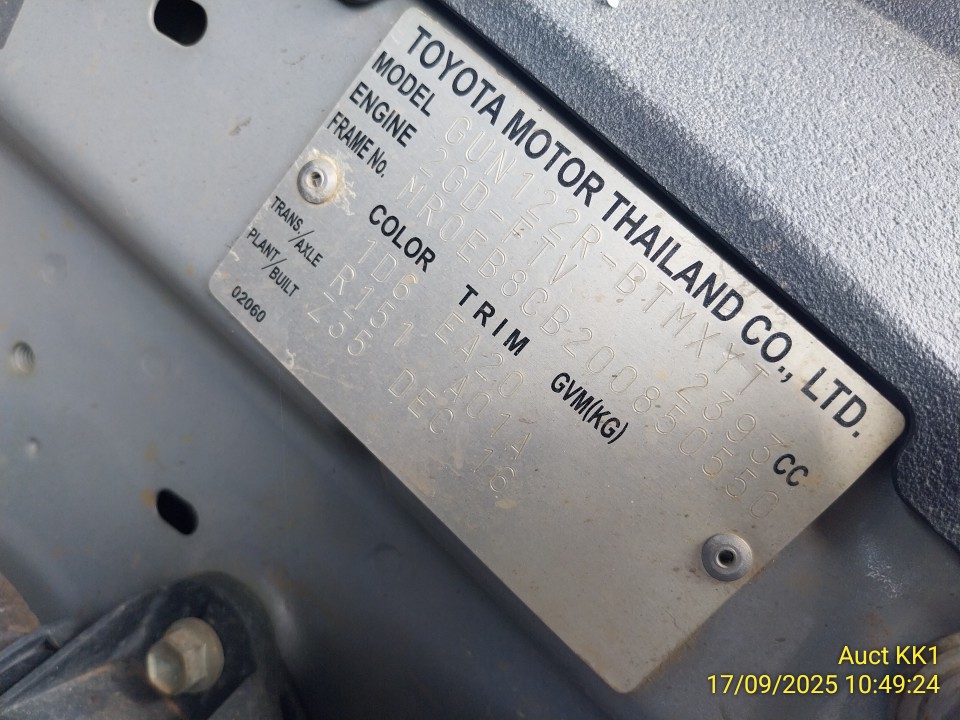 TOYOTA MOTOR THAILAND CO., LTD.
MODEL GUN122R-BTMXYT
ENGINE 2GD-FTV 2393 CC
FRAME No. MR0EB8CB200850550
COLOR TRIM GVM(KG)
1D6 EA20
TRANS./AXLE R151 A01A
PLANT/BUILT Z55 DEC 16
02060
Auct KK1
17/09/2025 10:49:24